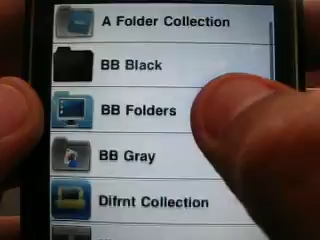 A Folder Collection
BB Black
BB Folders
BB Gray
Difrnt Collection